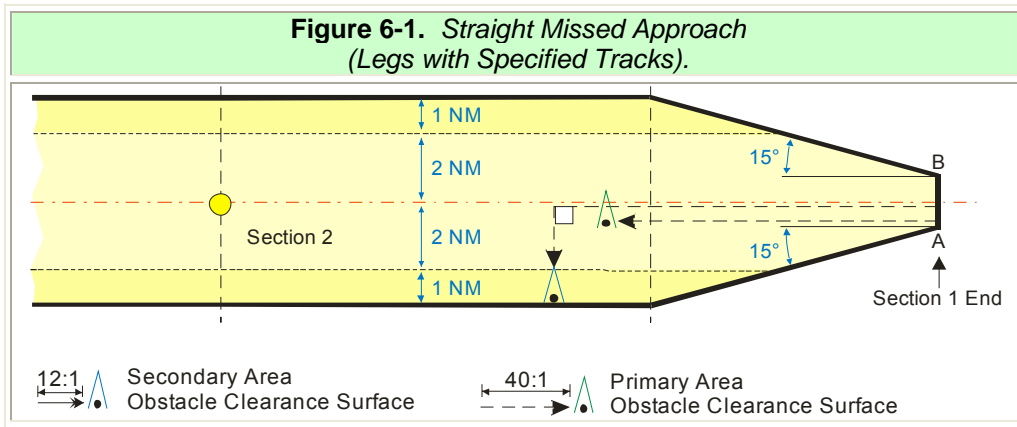 Figure 6-1. Straight Missed Approach
(Legs with Specified Tracks).
1 NM
2 NM
15°
B
Section 2
2 NM
A
15°
1 NM
Section 1 End
12:1
Secondary Area
Obstacle Clearance Surface
40:1
Primary Area
Obstacle Clearance Surface